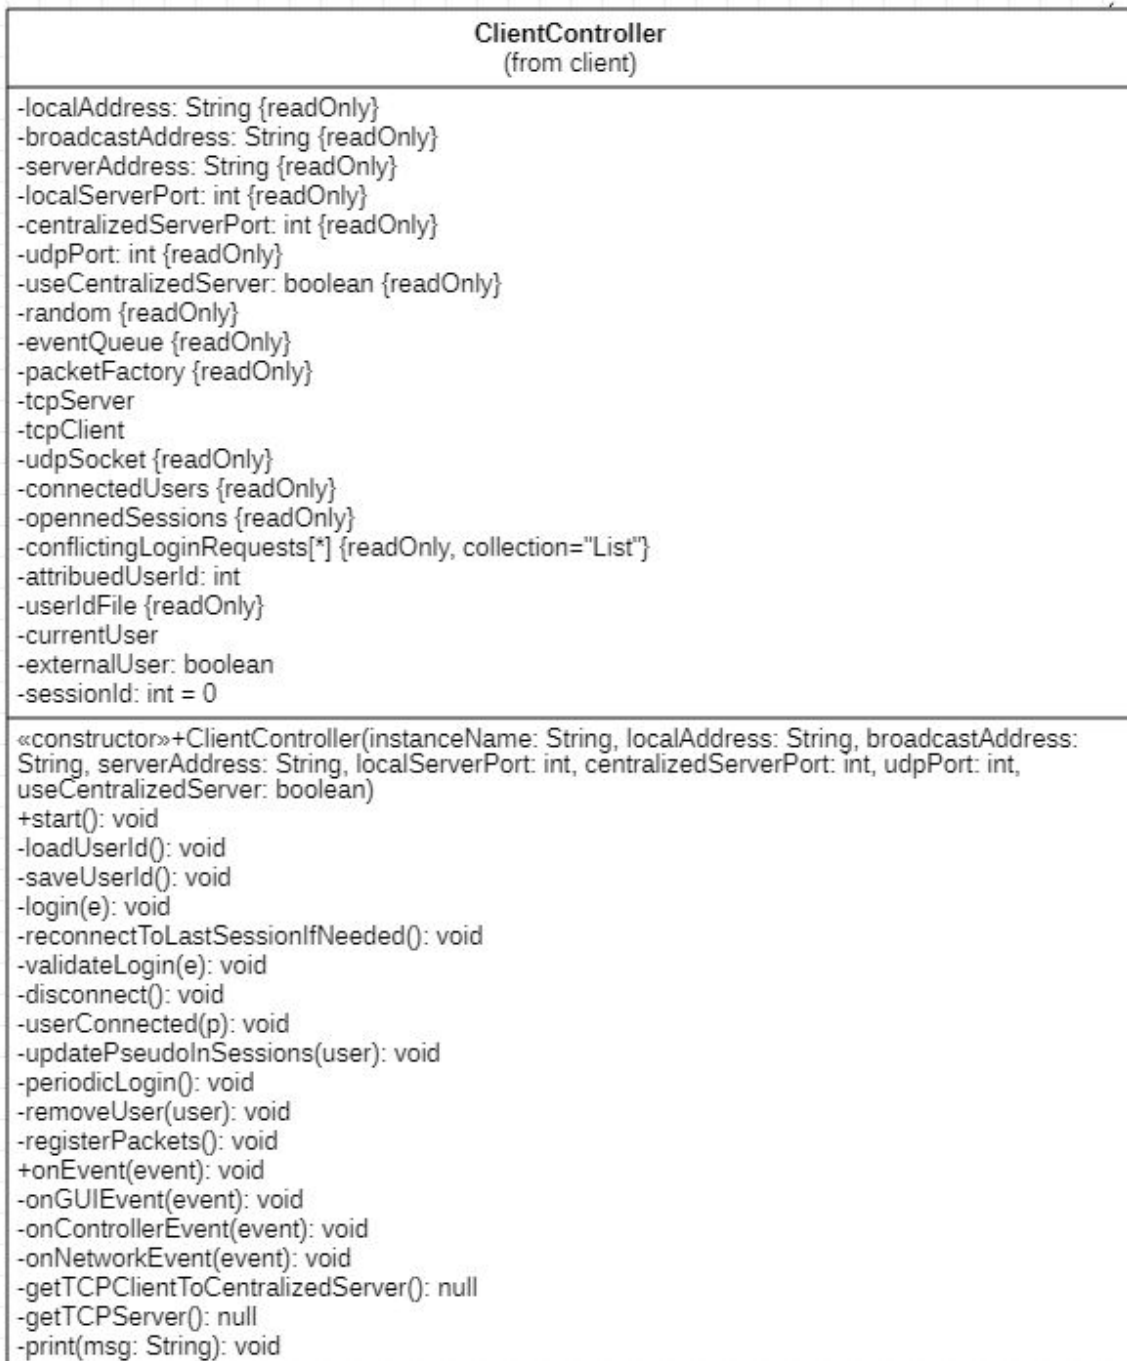 ClientController
(from client)
-localAddress: String {readOnly}
-broadcastAddress: String {readOnly}
-serverAddress: String {readOnly}
-localServerPort: int {readOnly}
-centralizedServerPort: int {readOnly}
-udpPort: int {readOnly}
-useCentralizedServer: boolean {readOnly}
-random {readOnly}
-eventQueue {readOnly}
-packetFactory {readOnly}
-tcpServer
-tcpClient
-udpSocket {readOnly}
-connectedUsers {readOnly}
-opennedSessions {readOnly}
-conflictingLoginRequests[*] {readOnly, collection="List"}
-attribuedUserId: int
-userIdFile {readOnly}
-currentUser
-externalUser: boolean
-sessionId: int = 0
«constructor»+ClientController(instanceName: String, localAddress: String, broadcastAddress:
String, serverAddress: String, localServerPort: int, centralizedServerPort: int, udpPort: int,
useCentralizedServer: boolean)
+start(): void
-loadUserId(): void
-saveUserId(): void
-login(e): void
-reconnectToLastSessionIfNeeded(): void
-validateLogin(e): void
-disconnect(): void
-userConnected(p): void
-updatePseudoInSessions(user): void
-periodicLogin(): void
-removeUser(user): void
-registerPackets(): void
+onEvent(event): void
-onGUIEvent(event): void
-onControllerEvent(event): void
-onNetworkEvent(event): void
-getTCPClientToCentralizedServer(): null
-getTCPServer(): null
-print(msg: String): void